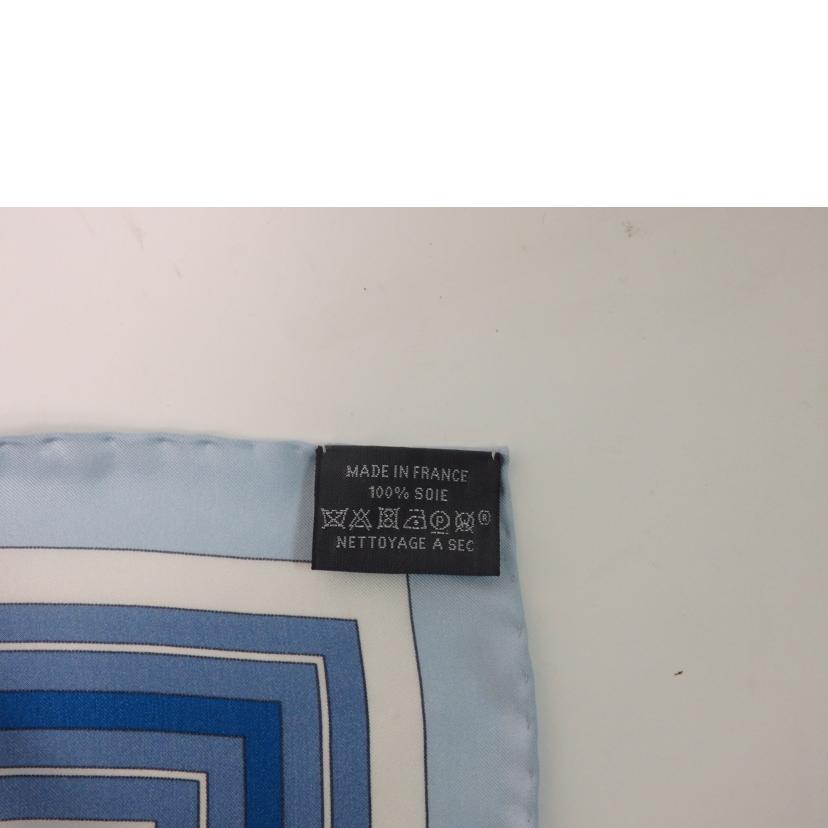 MADE IN FRANCE
100% SOIE
P W ®
NETTOYAGE A SEC